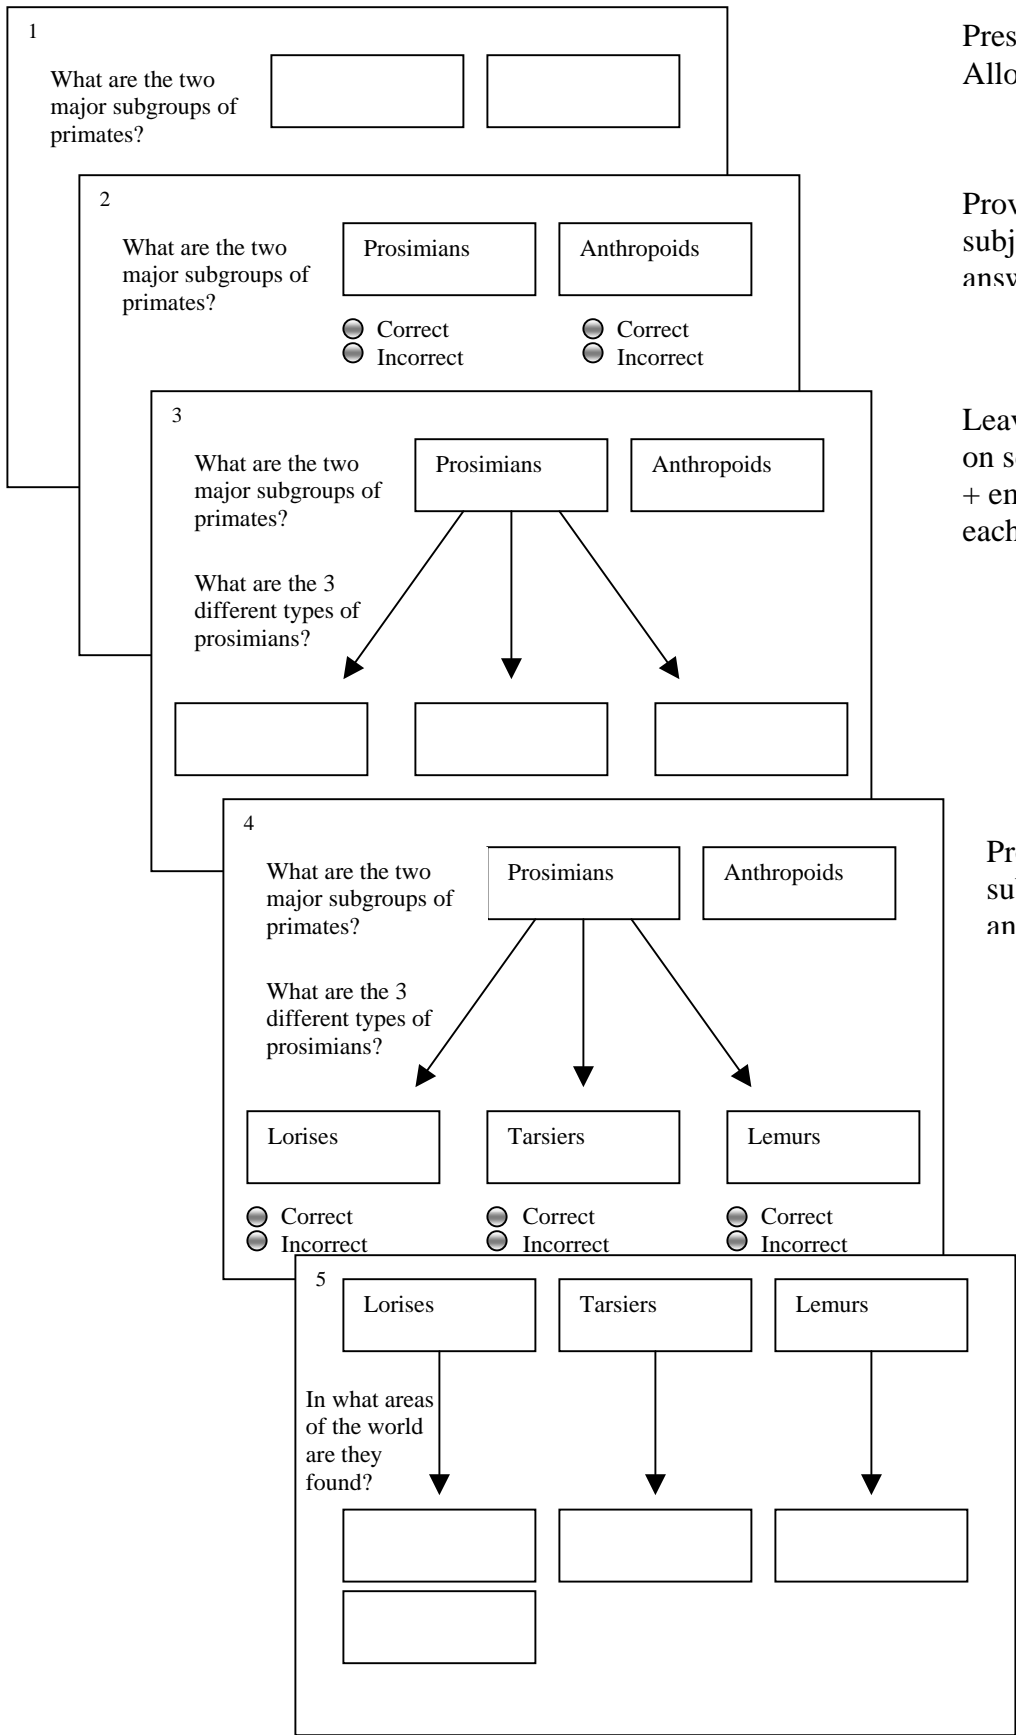 1
What are the two
major subgroups of
primates?
2
What are the two
major subgroups of
primates?
Prosimians
Anthropoids
Correct
Incorrect
Correct
Incorrect
3
What are the two
major subgroups of
primates?
Prosimians
Anthropoids
What are the 3
different types of
prosimians?
4
What are the two
major subgroups of
primates?
Prosimians
Anthropoids
What are the 3
different types of
prosimians?
Lorises
Tarsiers
Lemurs
Correct
Incorrect
Correct
Incorrect
Correct
Incorrect
5
Lorises
Tarsiers
Lemurs
In what areas
of the world
are they
found?
Pres
Allo
Prov
subj
answ
Leav
on s
+ en
each
Pr
su
an